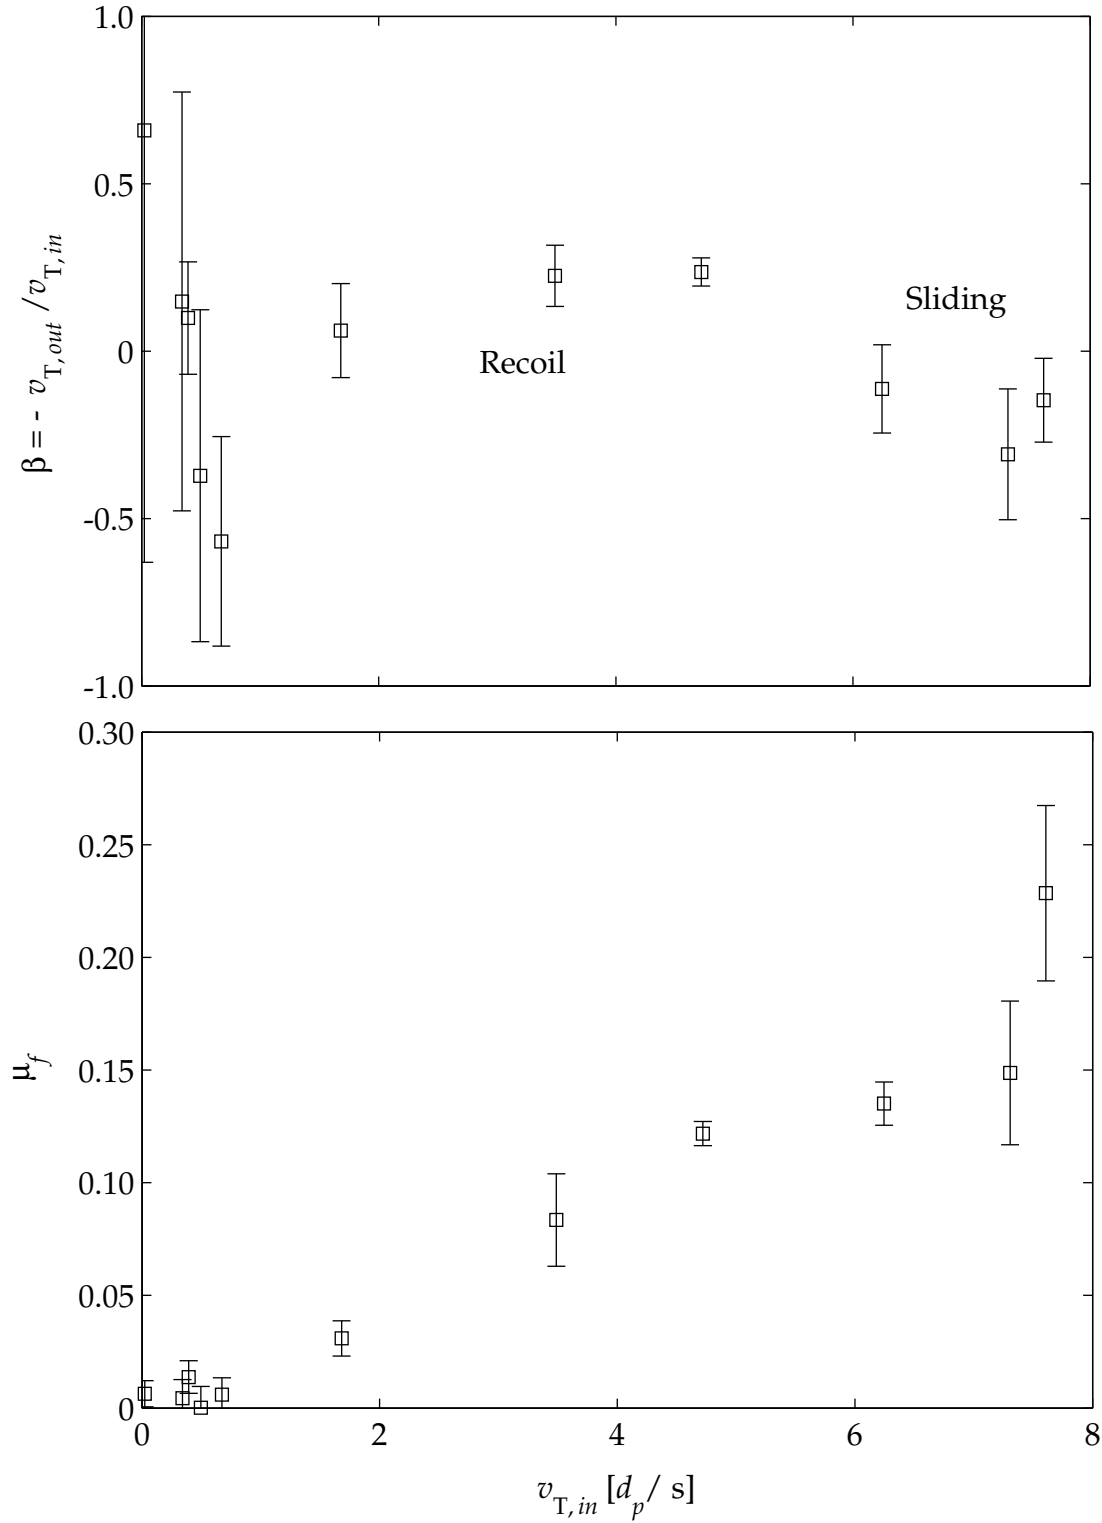 1.0
0.5
0
-0.5
-1.0
β = - v_T,out /v_T,in
Sliding
Recoil
0.30
0.25
0.20
0.15
0.10
0.05
0
μ_f
0 2 4 6 8
v_T,in [d_p/ s]